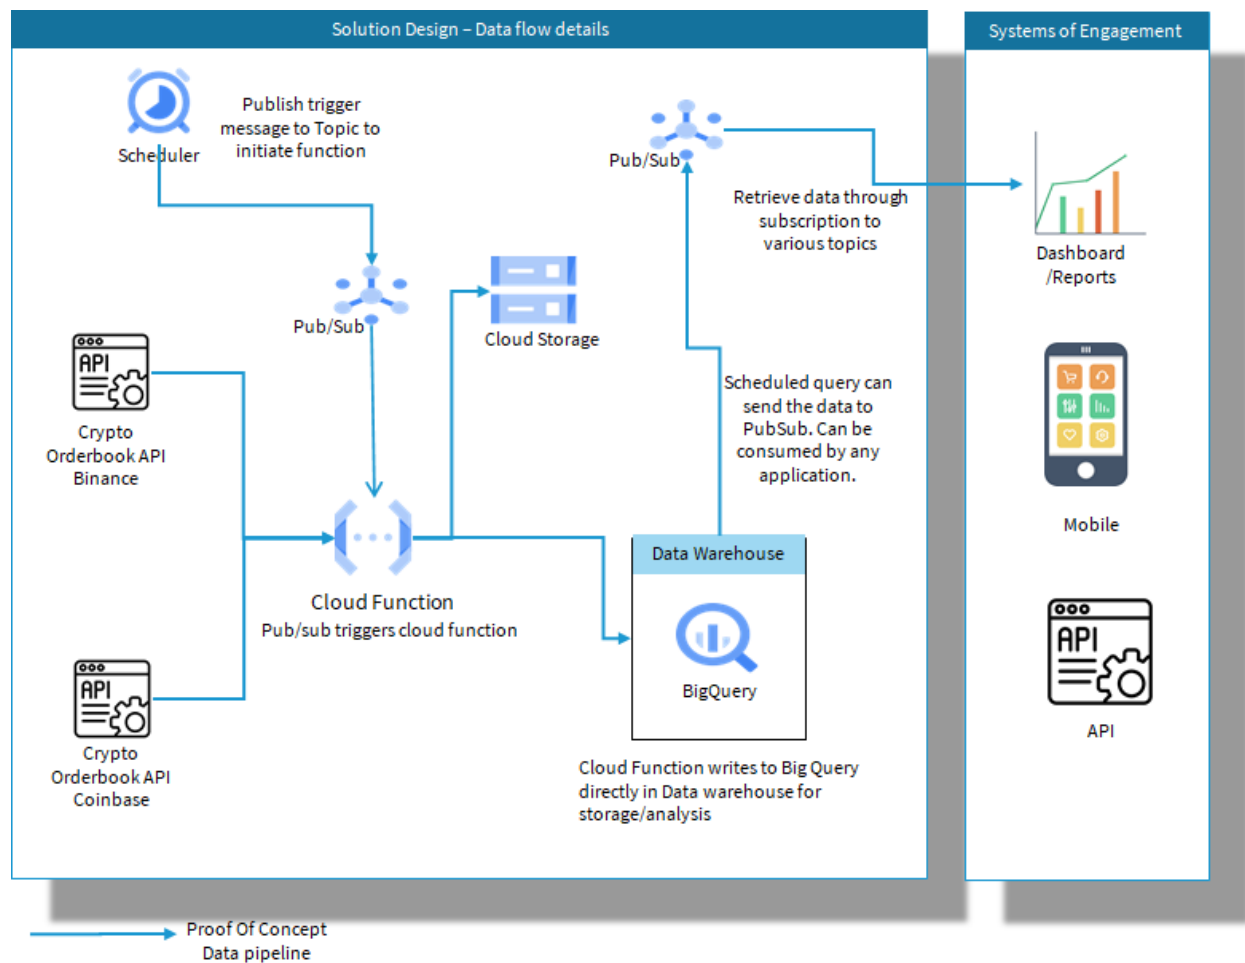 Solution Design – Data flow details
Systems of Engagement
Scheduler
Publish trigger
message to Topic to
initiate function
Pub/Sub
Retrieve data through
subscription to
various topics
Dashboard
/Reports
Pub/Sub
Cloud Storage
API
Crypto
Orderbook API
Binance
Scheduled query can
send the data to
PubSub. Can be
consumed by any
application.
Mobile
Cloud Function
Pub/sub triggers cloud function
Data Warehouse
BigQuery
API
API
API
Crypto
Orderbook API
Coinbase
Cloud Function writes to Big Query
directly in Data warehouse for
storage/analysis
Proof Of Concept
Data pipeline